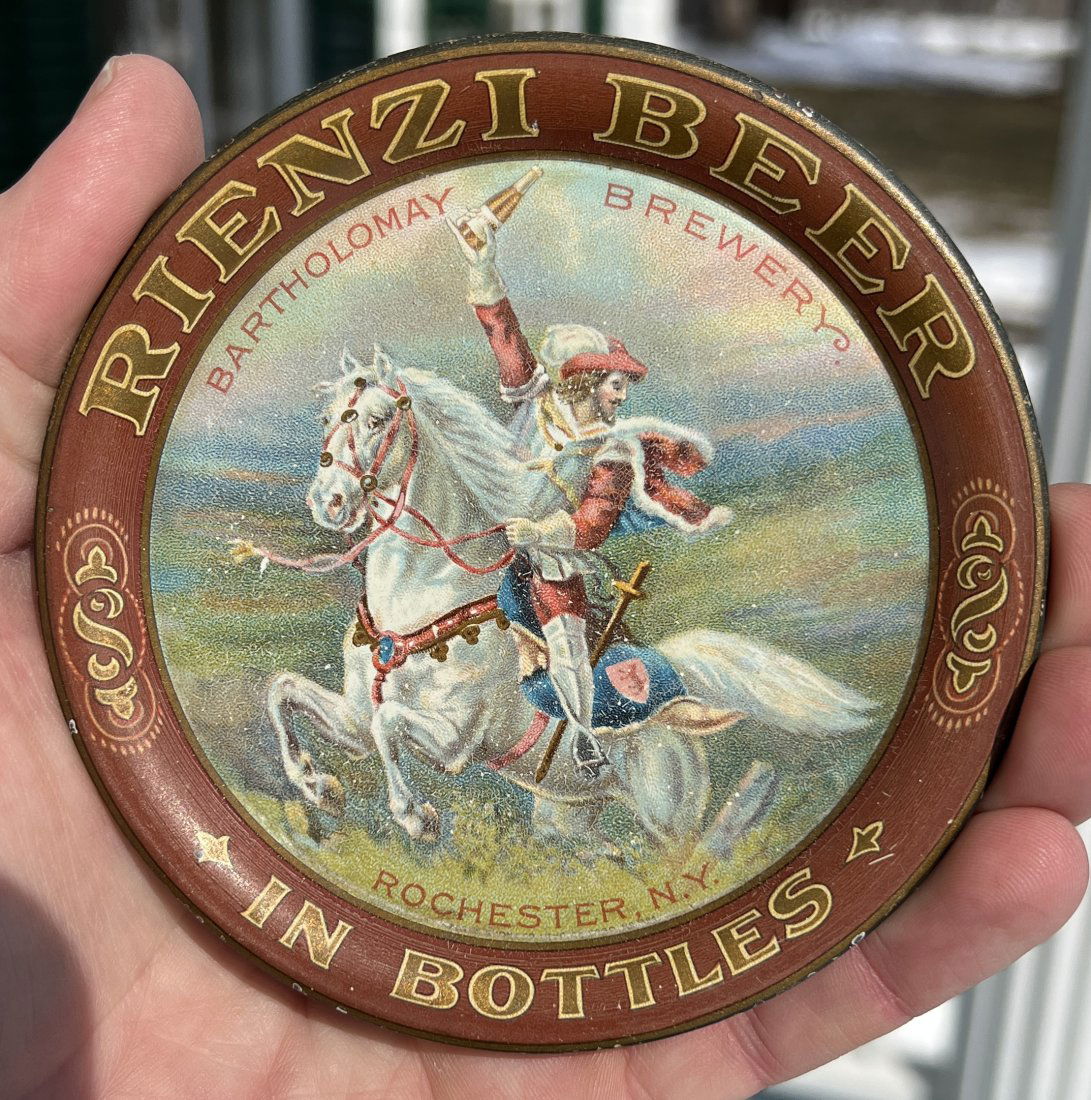 RIENZI BEER
BARTHOLOMAY BREWERY.
ROCHESTER, N.Y.
IN BOTTLES